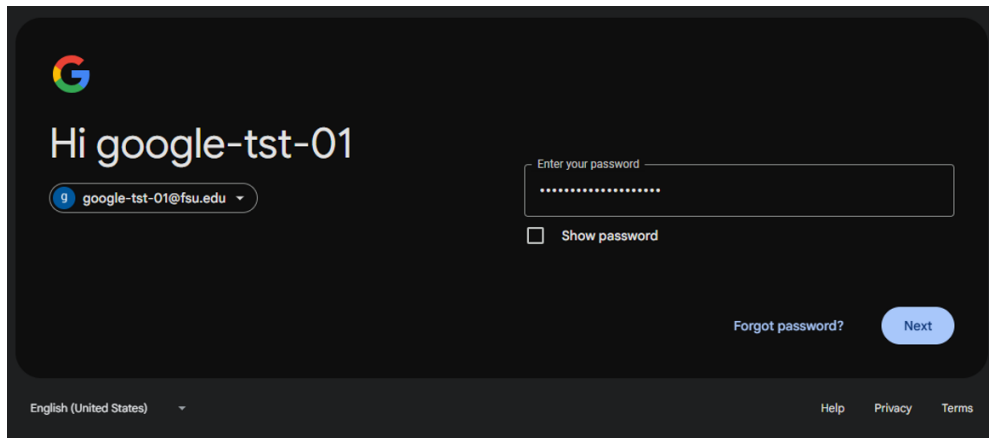 Hi google-tst-01
g google-tst-01@fsu.edu
Enter your password
••••••••••••••••••••
Show password
Forgot password?
Next
English (United States)
Help Privacy Terms